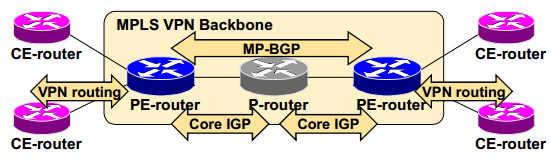 MPLS VPN Backbone
CE-router
CE-router
MP-BGP
VPN routing
PE-router
P-router
PE-router
VPN routing
Core IGP
Core IGP
CE-router
CE-router